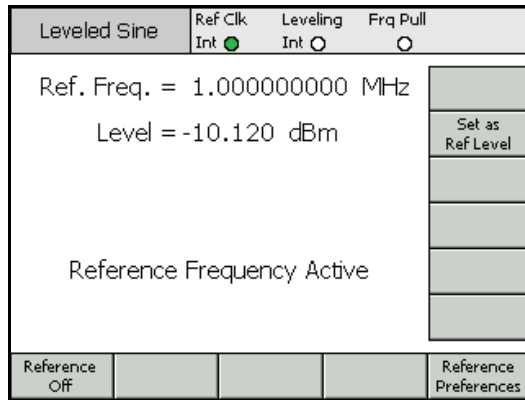 Leveled Sine
Ref Clk Leveling Frq Pull
Int Int
Ref. Freq. = 1.000000000 MHz
Level = -10.120 dBm
Set as
Ref Level
Reference Frequency Active
Reference
Off
Reference
Preferences